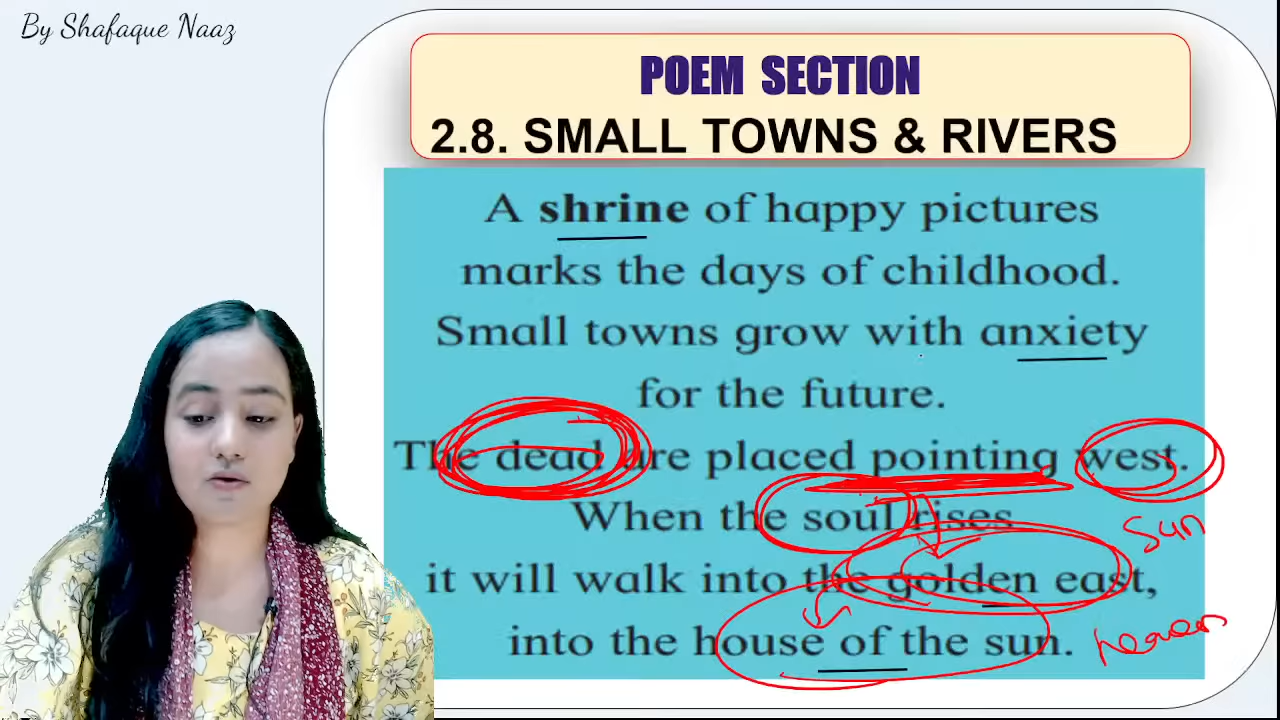 By Shafaque Naaz
POEM SECTION
2.8. SMALL TOWNS & RIVERS
A shrine of happy pictures
marks the days of childhood.
Small towns grow with anxiety
for the future.
The dead are placed pointing west.
When the soul rises
Sun
it will walk into the golden east,
into the house of the sun.
heaven